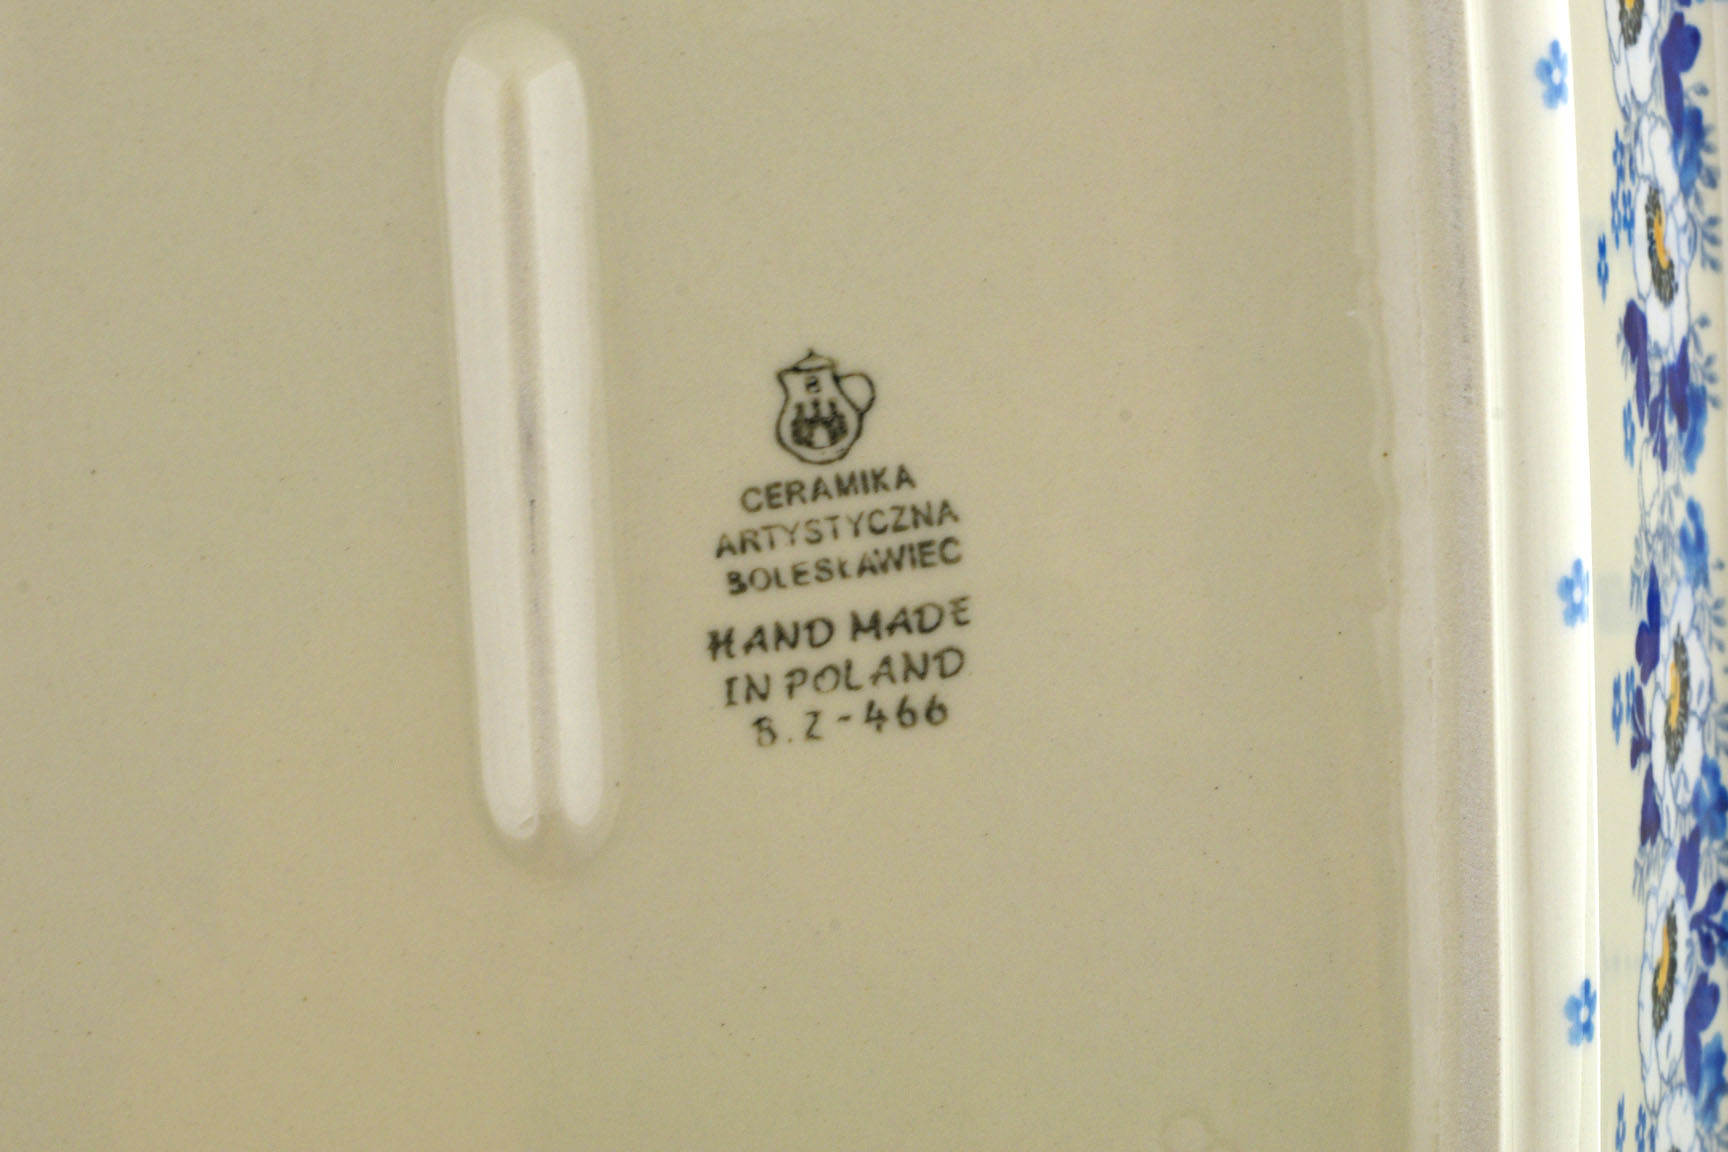 B
CERAMIKA
ARTYSTYCZNA
BOLESŁAWIEC
HAND MADE
IN POLAND
B.Z-466